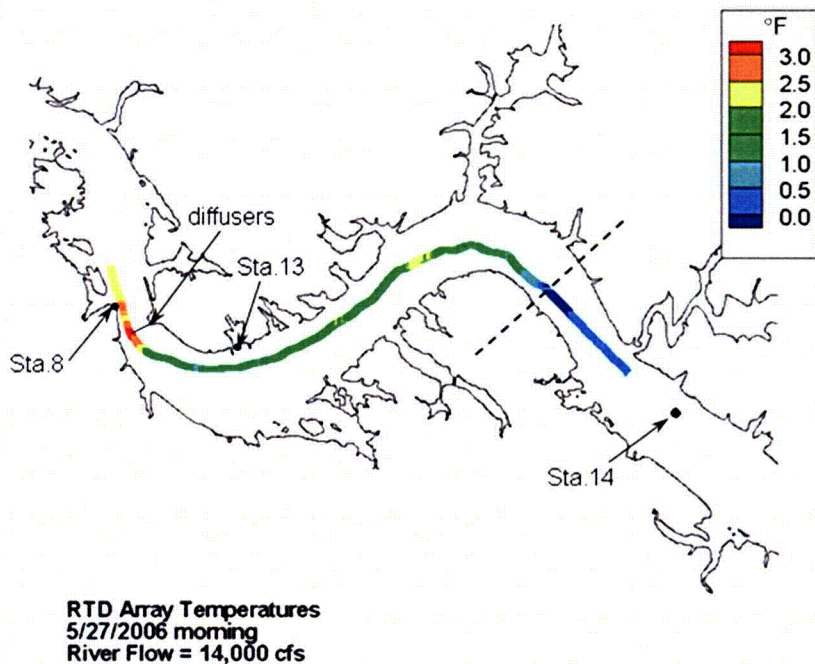 °F
3.0
2.5
2.0
1.5
1.0
0.5
0.0
diffusers
Sta.13
Sta.8
Sta.14
RTD Array Temperatures
5/27/2006 morning
River Flow = 14,000 cfs